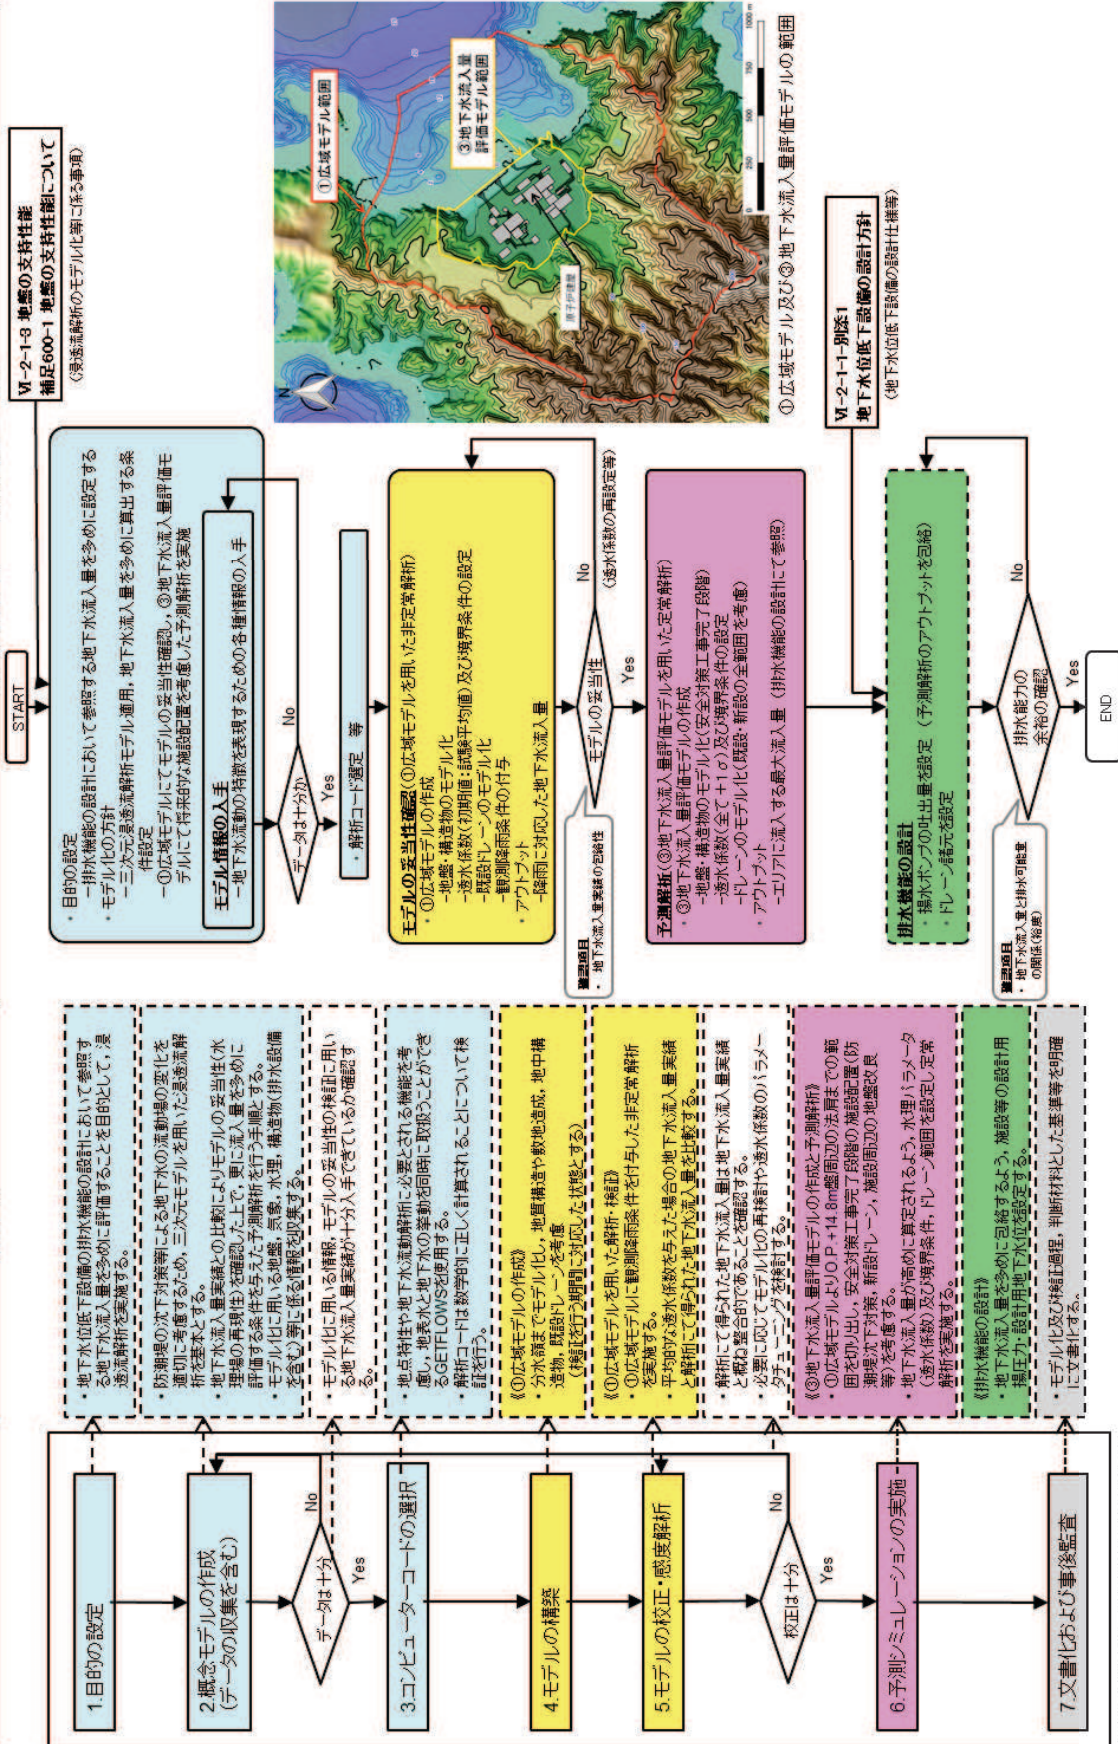 1.目的の設定
2.概念モデルの作成
(データの収集を含む)
データは十分
No
Yes
3.コンピューターコードの選択
4.モデルの構築
5.モデルの校正・感度解析
校正は十分
No
Yes
6.予測シミュレーションの実施
7.文書化および事後監査
・ 地下水位低下設備の排水機能の設計において参照す
る地下水流入量を多めに評価することを目的として，浸
透流解析を実施する。
・ 防潮堤の沈下対策等による地下水の流動場の変化を
適切に考慮するため，三次元モデルを用いた浸透流解
析を基本とする。
・ 地下水流入量実績との比較によりモデルの妥当性(水
理場の再現性)を確認した上で，更に流入量を多めに
評価する条件を与えた予測解析を行う手順とする。
・ モデル化に用いる地盤，気象，水理，構造物(排水設備
を含む)等に係る情報を収集する。
・ モデル化に用いる情報，モデルの妥当性の検証に用い
る地下水流入量実績が十分入手できているか確認す
る。
・ 地点特性や地下水流動解析に必要とされる機能を考
慮し，地表水と地下水の挙動を同時に取扱うことができ
るGETFLOWSを使用する。
・ 解析コードは数学的に正しく計算されることについて検
証を行う。
《①広域モデルの作成》
・ 分水嶺までモデル化し，地質構造や敷地造成，地中構
造物，既設ドレーンを考慮
(検証を行う期間に対応した状態とする)
《①広域モデルを用いた解析・検証》
・ ①広域モデルに観測降雨条件を付与した非定常解析
を実施する。
・ 平均的な透水係数を与えた場合の地下水流入量実績
と解析にて得られた地下水流入量を比較する。
・ 解析にて得られた地下水流入量は地下水流入量実績
と概ね整合的であることを確認する。
・ 必要に応じてモデル化の再検討や透水係数のパラメー
タチューニングを検討する。
《③地下水流入量評価モデルの作成と予測解析》
・ ①広域モデルよりO.P.+14.8m盤周辺の法肩までの範
囲を切り出し，安全対策工事完了段階の施設配置(防
潮堤沈下対策，新設ドレーン，施設周辺の地盤改良
等)を考慮する。
・ 地下水流入量が高めに算定されるよう，水理パラメータ
(透水係数)及び境界条件，ドレーン範囲を設定し定常
解析を実施する。
《排水機能の設計》
・ 地下水流入量を多めに包絡するよう，施設等の設計用
揚圧力・設計用地下水位を設定する。
・ モデル化及び検証過程，判断材料とした基準等を明確
に文書化する。
START
Ⅵ-2-1-3 地盤の支持性能
補足600-1 地盤の支持性能について
(浸透流解析のモデル化等に係る事項)
・ 目的の設定
－排水機能の設計において参照する地下水流入量を多めに設定する
・ モデル化の方針
－三次元浸透流解析モデル適用，地下水流入量を多めに算出する条
件設定
－①広域モデルにてモデルの妥当性確認し，③地下水流入量評価モ
デルにて将来的な施設配置を考慮した予測解析を実施
モデル情報の入手
－地下水流動の特徴を表現するための各種情報の入手
データは十分か
No
Yes
・ 解析コード選定 等
モデルの妥当性確認(①広域モデルを用いた非定常解析)
・ ①広域モデルの作成
－地盤・構造物のモデル化
－透水係数(初期値:試験平均値)及び境界条件の設定
－既設ドレーンのモデル化
－観測降雨条件の付与
・ アウトプット
－降雨に対応した地下水流入量
確認項目
・ 地下水流入量実績の包絡性
モデルの妥当性
No
(透水係数の再設定等)
Yes
予測解析(③地下水流入量評価モデルを用いた定常解析)
・ ③地下水流入量評価モデルの作成
－地盤・構造物のモデル化(安全対策工事完了段階)
－透水係数(全て＋1σ)及び境界条件の設定
－ドレーンのモデル化(既設・新設の全範囲を考慮)
・ アウトプット
－エリアに流入する最大流入量 (排水機能の設計にて参照)
Ⅵ-2-1-1-別添1
地下水位低下設備の設計方針
(地下水位低下設備の設計仕様等)
排水機能の設計
・ 揚水ポンプの吐出量を設定 (予測解析のアウトプットを包絡)
・ ドレーン諸元を設定
確認項目
・ 地下水流入量と排水可能量
の関係(裕度)
排水能力の
余裕の確認
No
Yes
END
N
①広域モデル範囲
③地下水流入量
評価モデル範囲
原子炉建屋
0 250 500 750 1000 m
①広域モデル及び③地下水流入量評価モデルの範囲